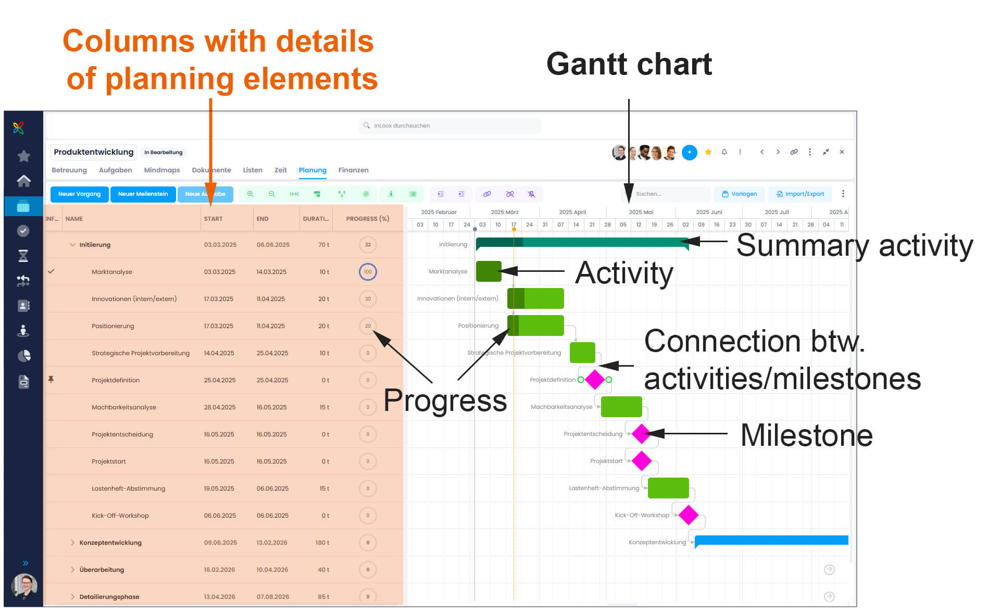 Columns with details
of planning elements
Gantt chart
InLoox durchsuchen
Produktentwicklung In Bearbeitung
Betreuung Aufgaben Mindmaps Dokumente Listen Zeit Planung Finanzen
Neuer Vorgang Neuer Meilenstein Suchen... Vorlagen Import/Export
INF... NAME START END DURATI... PROGRESS (%)
2025 Februar 2025 März 2025 April 2025 Mai 2025 Juni 2025 Juli 2025 A
03 10 17 24 03 10 17 24 31 07 14 21 28 05 12 19 26 02 09 16 23 30 07 14 21 28 04 11
Initiierung 03.03.2025 06.06.2025 70 t 22 Initiierung
Summary activity
Marktanalyse 03.03.2025 14.03.2025 10 t 100 Marktanalyse
Activity
Innovationen (intern/extern) 17.03.2025 11.04.2025 20 t 30 Innovationen (intern/extern)
Positionierung 17.03.2025 11.04.2025 20 t 20 Positionierung
Strategische Projektvorbereitung 14.04.2025 25.04.2025 10 t 0 Strategische Projektvorbereitung
Connection btw.
activities/milestones
Projektdefinition 25.04.2025 25.04.2025 0 t 0 Projektdefinition
Progress
Machbarkeitsanalyse 28.04.2025 16.05.2025 15 t 0 Machbarkeitsanalyse
Projektentscheidung 16.05.2025 16.05.2025 0 t 0 Projektentscheidung
Milestone
Projektstart 16.05.2025 16.05.2025 0 t 0 Projektstart
Lastenheft-Abstimmung 19.05.2025 06.06.2025 15 t 0 Lastenheft-Abstimmung
Kick-Off-Workshop 06.06.2025 06.06.2025 0 t 0 Kick-Off-Workshop
Konzeptentwicklung 09.06.2025 13.02.2026 180 t 0 Konzeptentwicklung
Überarbeitung 16.02.2026 10.04.2026 40 t 0
Detailierungsphase 13.04.2026 07.08.2026 85 t 0